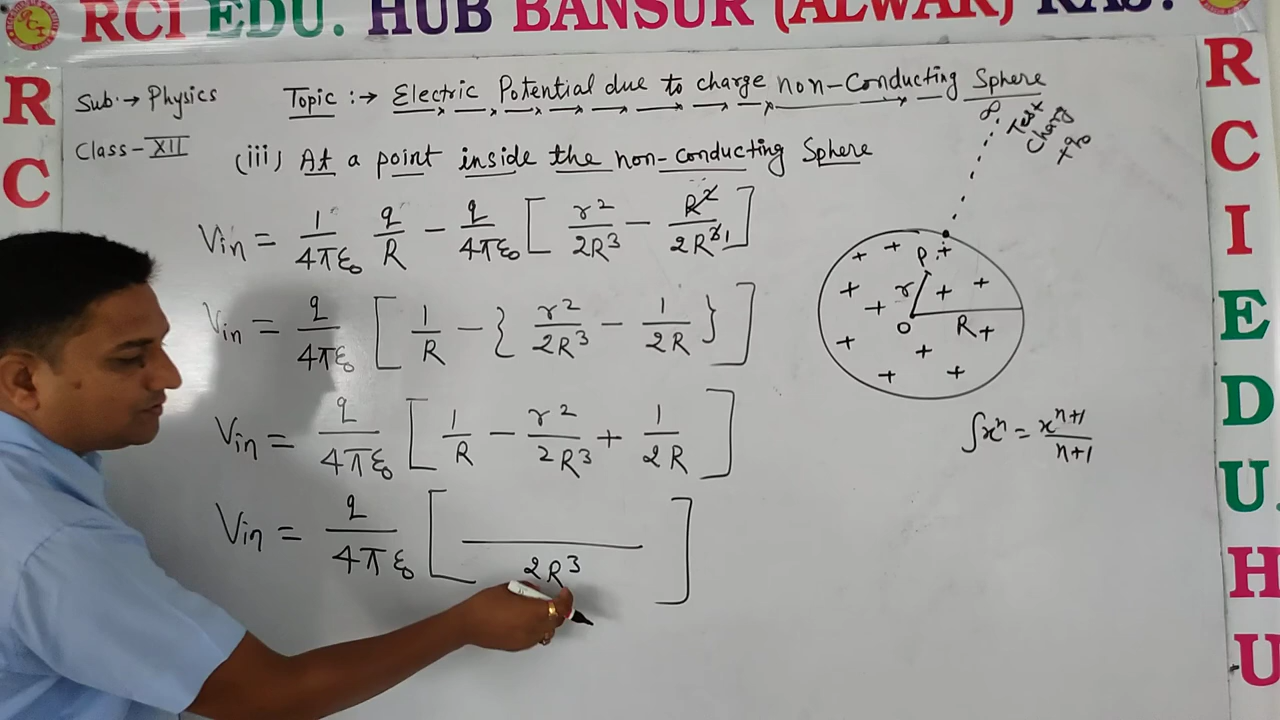 RCI EDU. HUB BANSUR (ALWAR) RAJ.
R
C
Sub.→ Physics
Class- XII
Topic :→ Electric Potential due to charge non-Conducting Sphere
(iii) At a point inside the non-conducting Sphere
Vin = 1/4πε₀ q/R − q/4πε₀ [ r²/2R³ − R²/2R³1 ]
Vin = q/4πε₀ [ 1/R − { r²/2R³ − 1/2R } ]
Vin = q/4πε₀ [ 1/R − r²/2R³ + 1/2R ]
Vin = q/4πε₀ [ /2R³ ]
∞
Test
Charg
+q₀
P
r
O
R
∫xⁿ = xⁿ⁺¹/n+1
R
C
I
E
D
U.
H
U